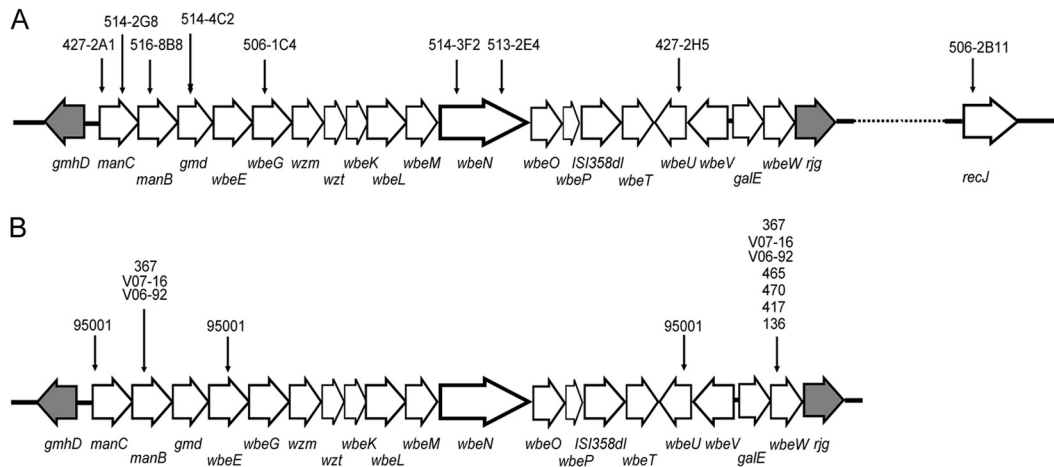 A
514-2G8 514-4C2
427-2A1 516-8B8 506-1C4 514-3F2 513-2E4 427-2H5 506-2B11
gmhD manC gmd wbeG wzm wbeK wbeM wbeN wbeO ISI358dI wbeU wbeV wbeW rjg recJ
manB wbeE wzt wbeL wbeP wbeT galE
B
367
V07-16
V06-92
465
470
417
136
367
V07-16
V06-92
95001 95001 95001
gmhD manC gmd wbeG wzm wbeK wbeM wbeN wbeO ISI358dI wbeU wbeV wbeW rjg
manB wbeE wzt wbeL wbeP wbeT galE